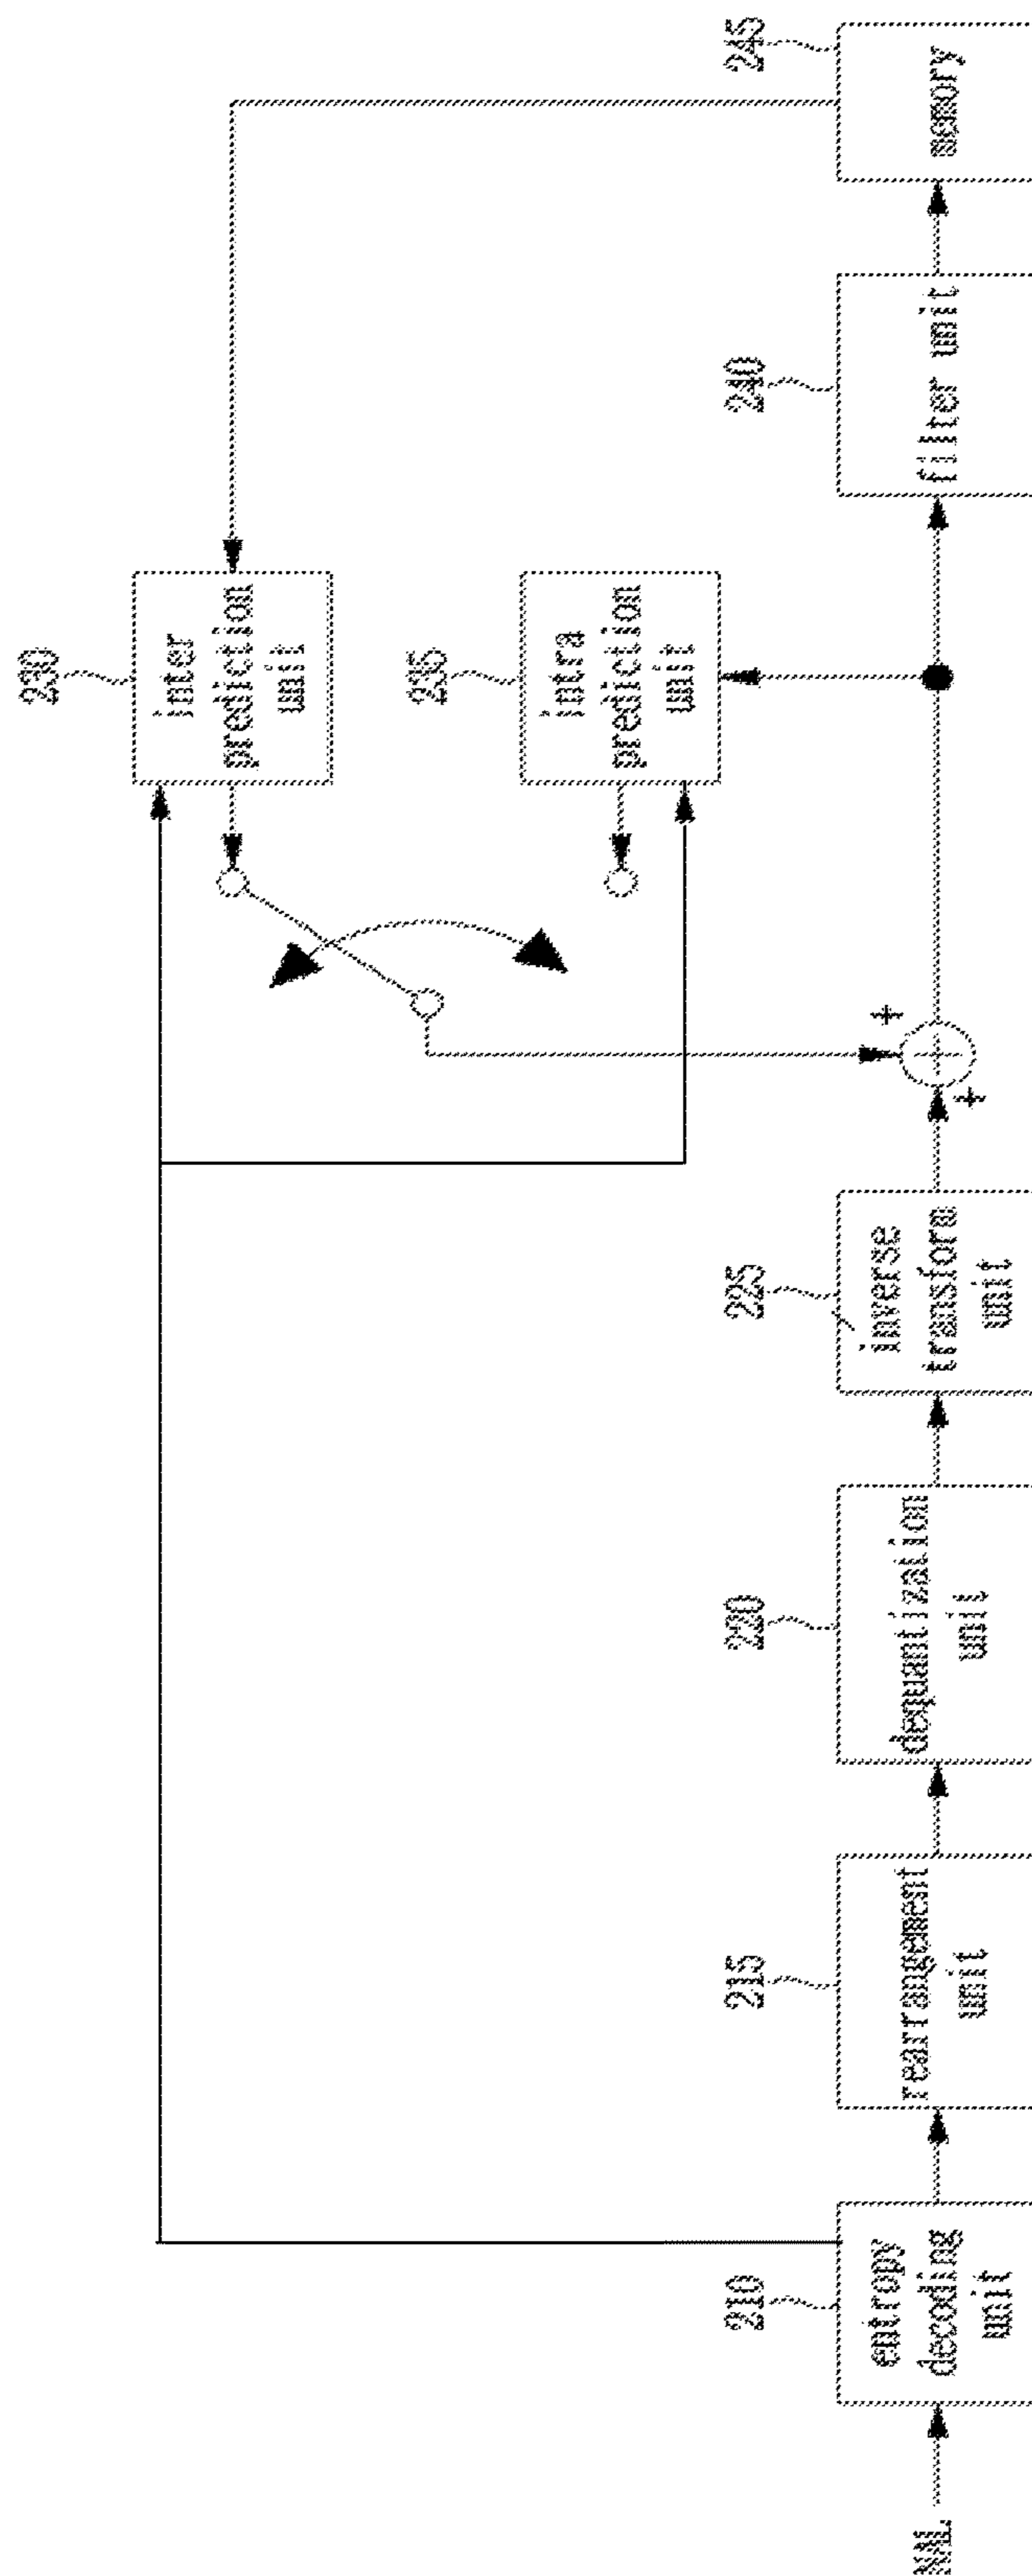 NAL
210
entropy
decoding
unit
215
rearrangement
unit
220
dequantization
unit
225
inverse
transform
unit
+
+
230
inter
prediction
unit
235
intra
prediction
unit
240
filter unit
245
memory